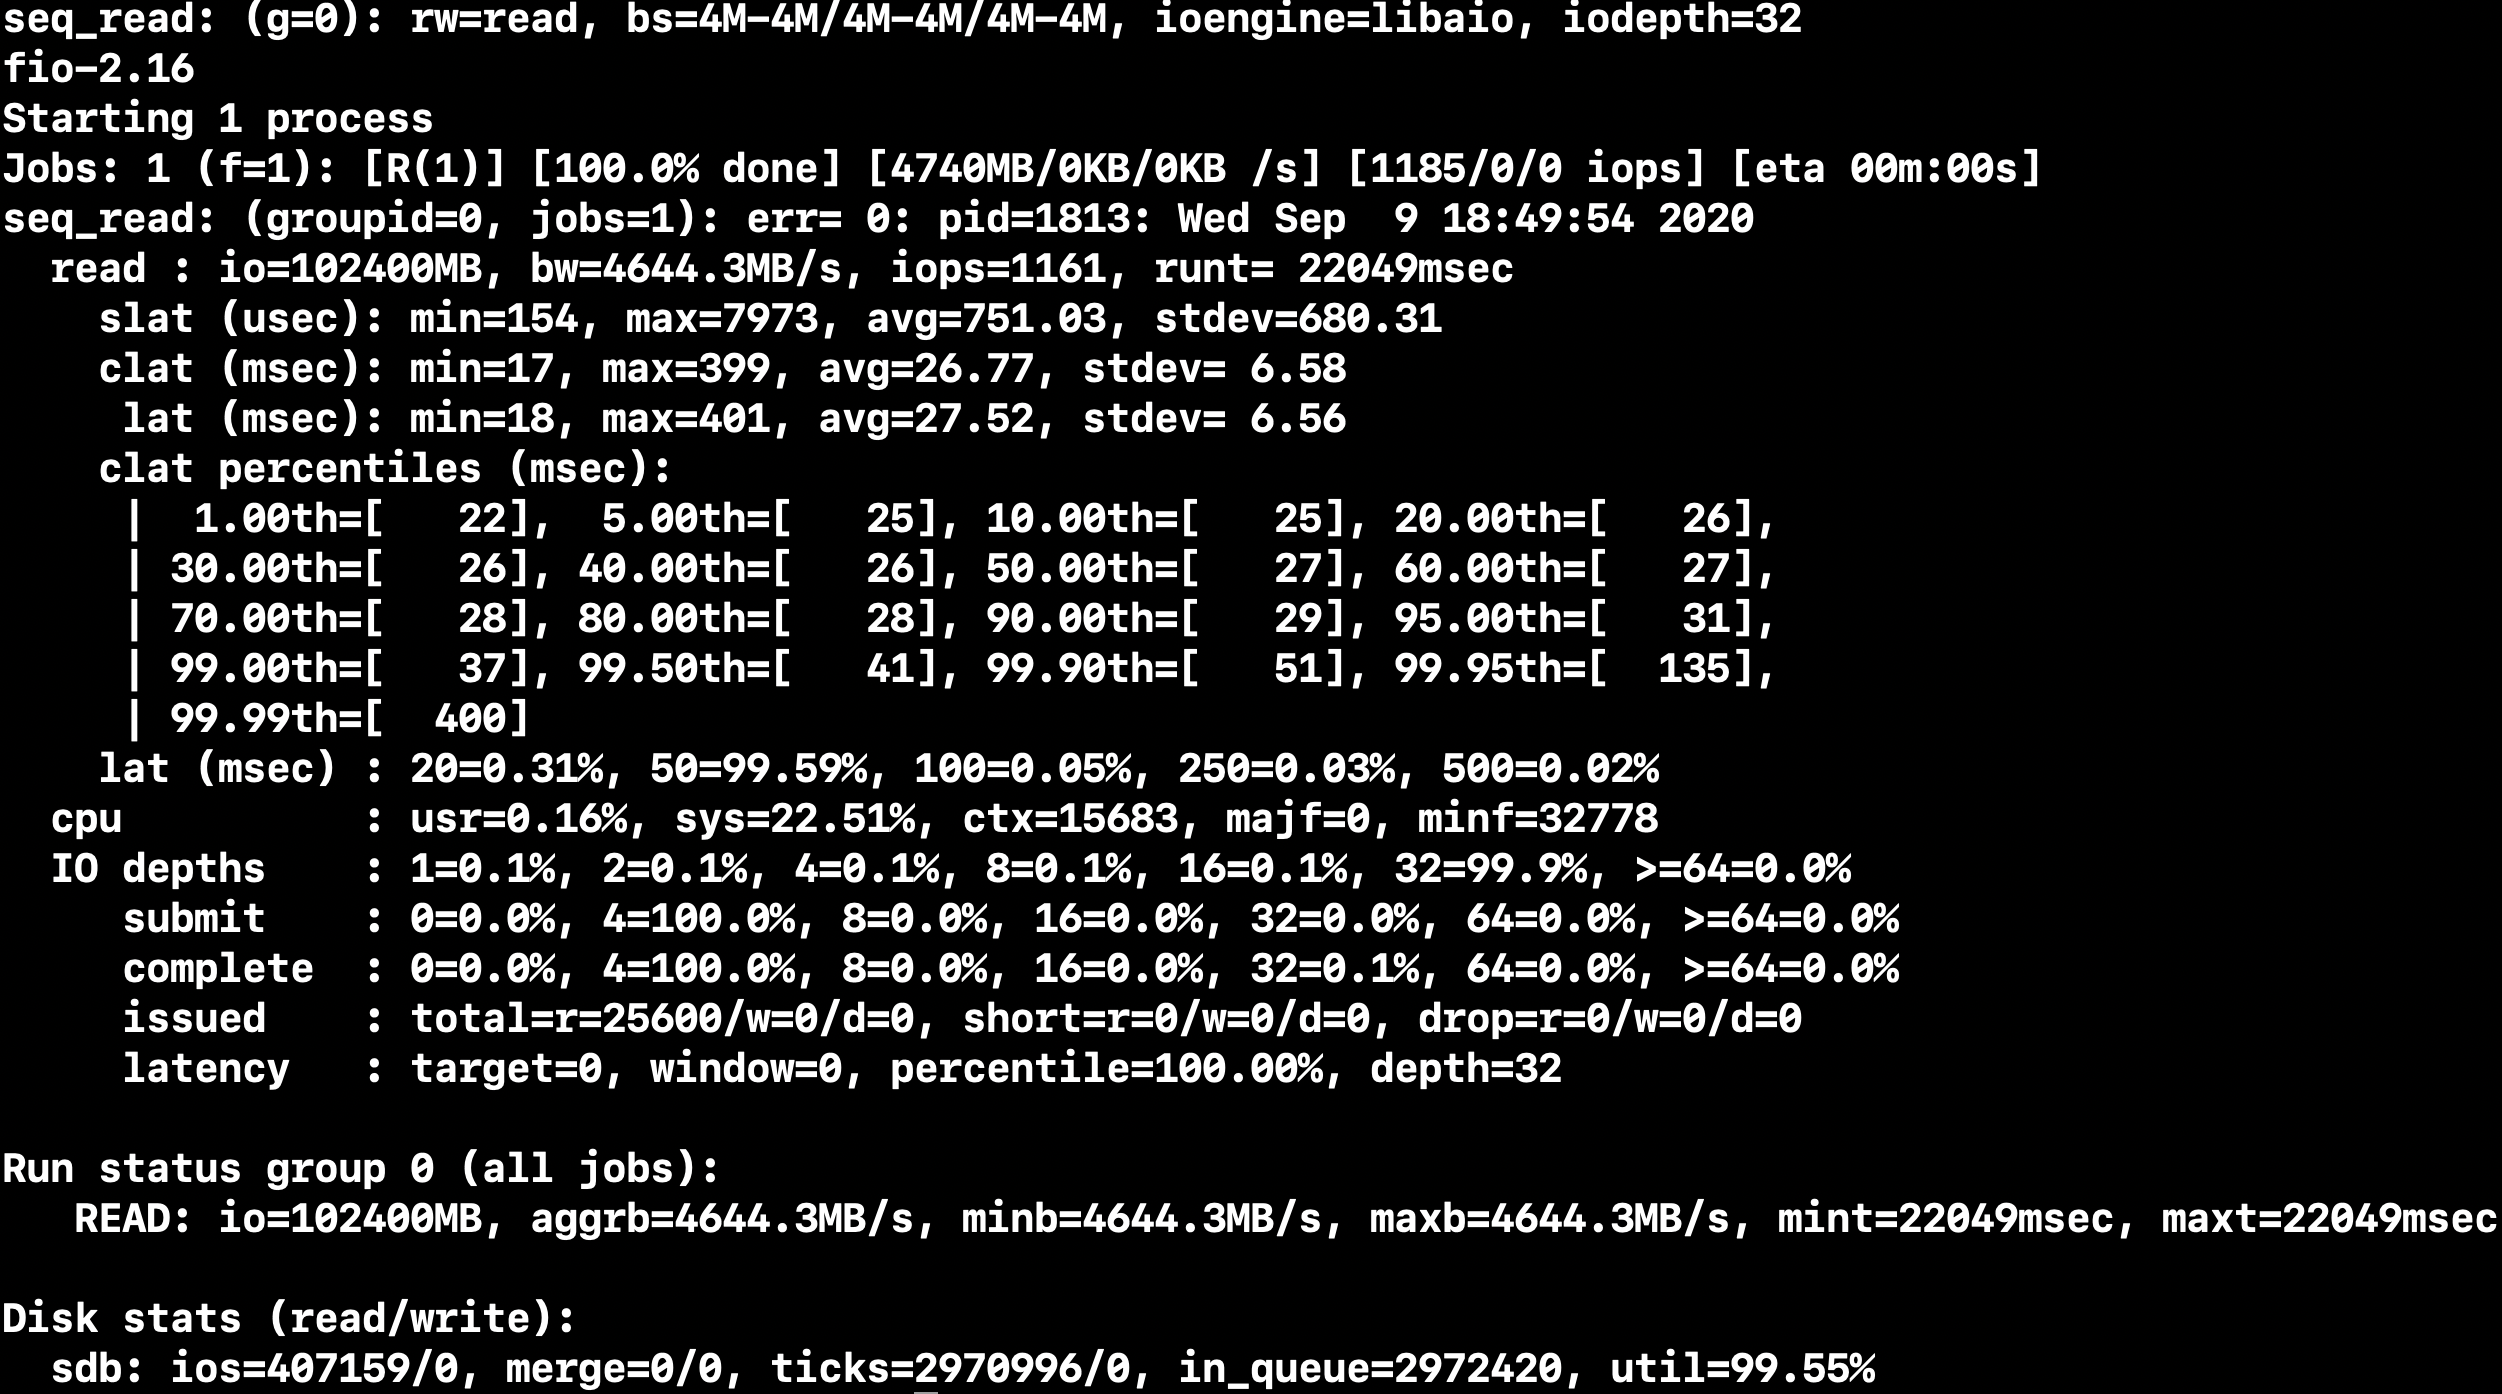 seq_read: (g=0): rw=read, bs=4M-4M/4M-4M/4M-4M, ioengine=libaio, iodepth=32
fio-2.16
Starting 1 process
Jobs: 1 (f=1): [R(1)] [100.0% done] [4740MB/0KB/0KB /s] [1185/0/0 iops] [eta 00m:00s]
seq_read: (groupid=0, jobs=1): err= 0: pid=1813: Wed Sep  9 18:49:54 2020
  read : io=102400MB, bw=4644.3MB/s, iops=1161, runt= 22049msec
    slat (usec): min=154, max=7973, avg=751.03, stdev=680.31
    clat (msec): min=17, max=399, avg=26.77, stdev= 6.58
     lat (msec): min=18, max=401, avg=27.52, stdev= 6.56
    clat percentiles (msec):
     |  1.00th=[   22],  5.00th=[   25], 10.00th=[   25], 20.00th=[   26],
     | 30.00th=[   26], 40.00th=[   26], 50.00th=[   27], 60.00th=[   27],
     | 70.00th=[   28], 80.00th=[   28], 90.00th=[   29], 95.00th=[   31],
     | 99.00th=[   37], 99.50th=[   41], 99.90th=[   51], 99.95th=[  135],
     | 99.99th=[  400]
    lat (msec) : 20=0.31%, 50=99.59%, 100=0.05%, 250=0.03%, 500=0.02%
  cpu          : usr=0.16%, sys=22.51%, ctx=15683, majf=0, minf=32778
  IO depths    : 1=0.1%, 2=0.1%, 4=0.1%, 8=0.1%, 16=0.1%, 32=99.9%, >=64=0.0%
     submit    : 0=0.0%, 4=100.0%, 8=0.0%, 16=0.0%, 32=0.0%, 64=0.0%, >=64=0.0%
     complete  : 0=0.0%, 4=100.0%, 8=0.0%, 16=0.0%, 32=0.1%, 64=0.0%, >=64=0.0%
     issued    : total=r=25600/w=0/d=0, short=r=0/w=0/d=0, drop=r=0/w=0/d=0
     latency   : target=0, window=0, percentile=100.00%, depth=32
Run status group 0 (all jobs):
   READ: io=102400MB, aggrb=4644.3MB/s, minb=4644.3MB/s, maxb=4644.3MB/s, mint=22049msec, maxt=22049msec
Disk stats (read/write):
  sdb: ios=407159/0, merge=0/0, ticks=2970996/0, in_queue=2972420, util=99.55%